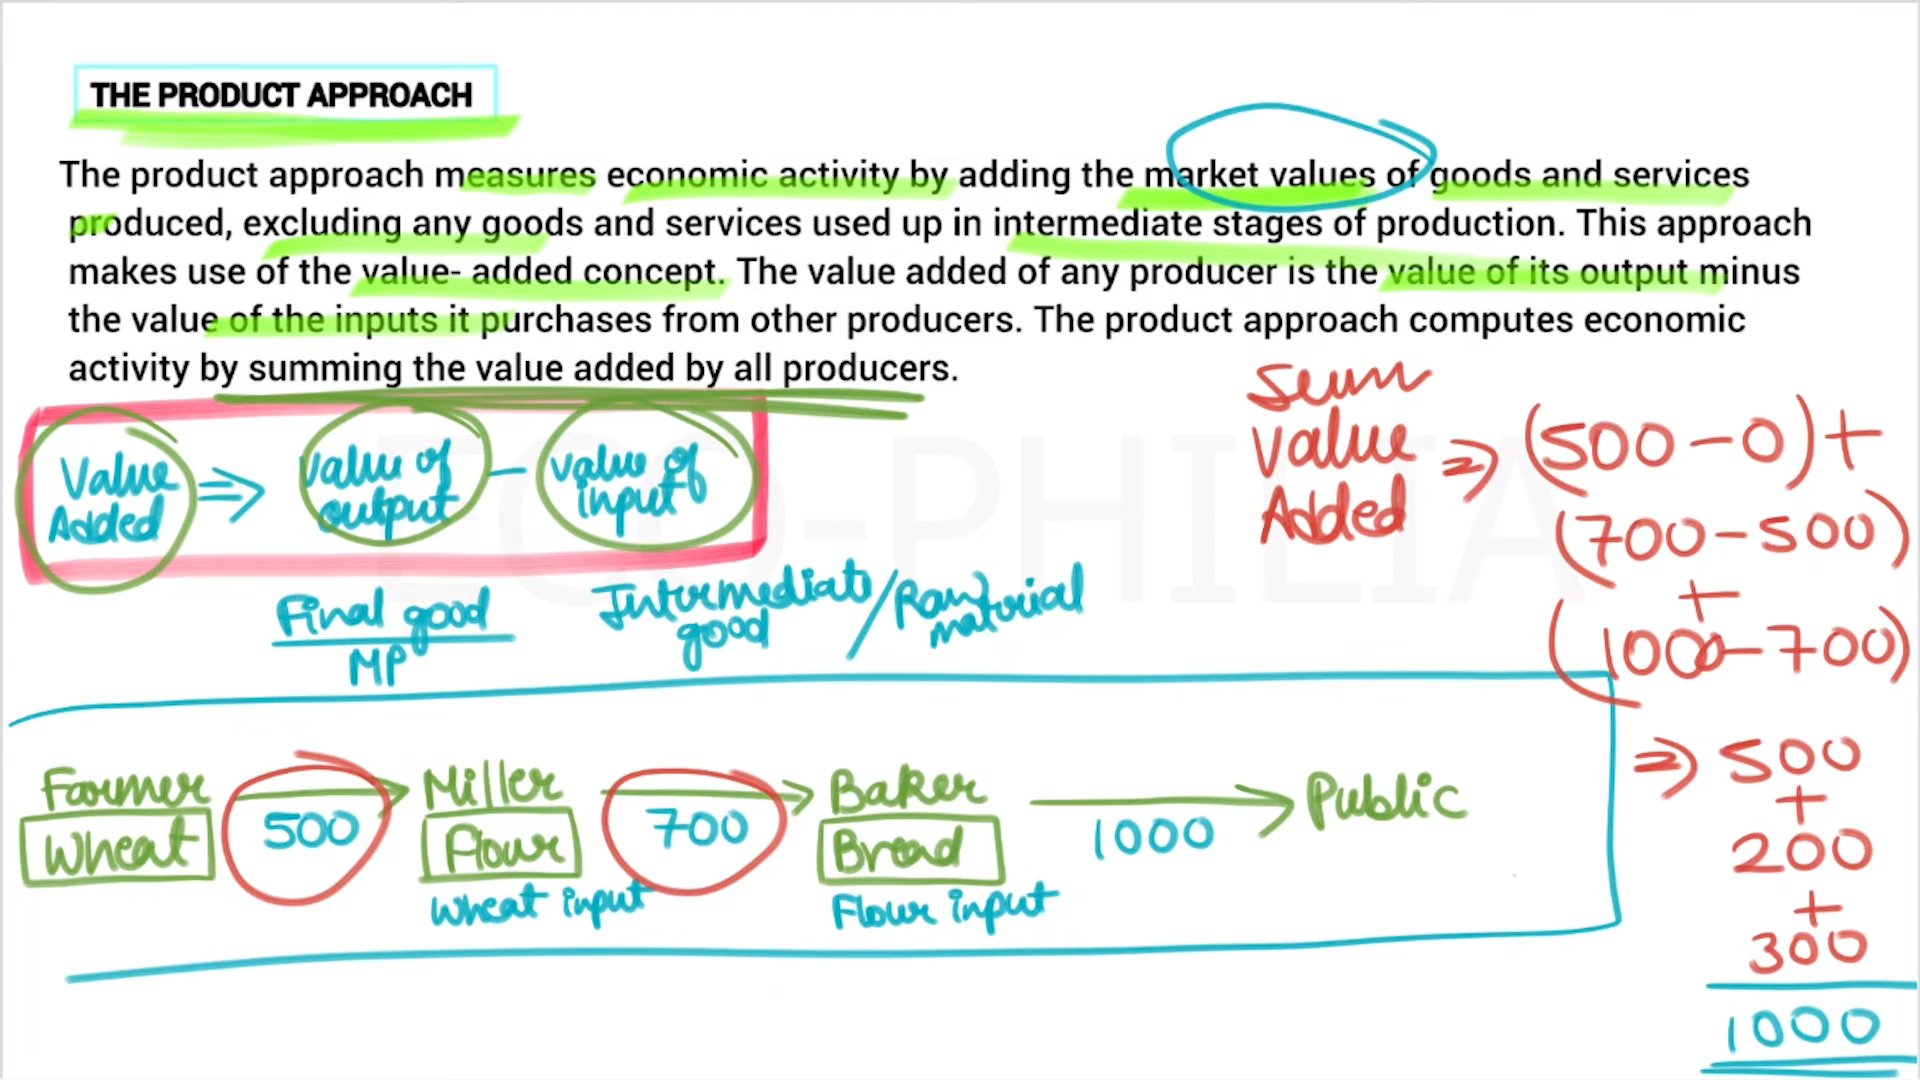 THE PRODUCT APPROACH
The product approach measures economic activity by adding the market values of goods and services
produced, excluding any goods and services used up in intermediate stages of production. This approach
makes use of the value- added concept. The value added of any producer is the value of its output minus
the value of the inputs it purchases from other producers. The product approach computes economic
activity by summing the value added by all producers.
Value Added ⇒ Value of output – Value of input
Final good
MP
Intermediate good / Raw material
Sum
Value
Added
⇒ (500 – 0) +
(700 – 500)
+
(1000 – 700)
⇒ 500
+
200
+
300
1000
Farmer → Miller → Baker → Public
Wheat 500 Flour 700 Bread 1000
Wheat input Flour input
ECO-PHILIA